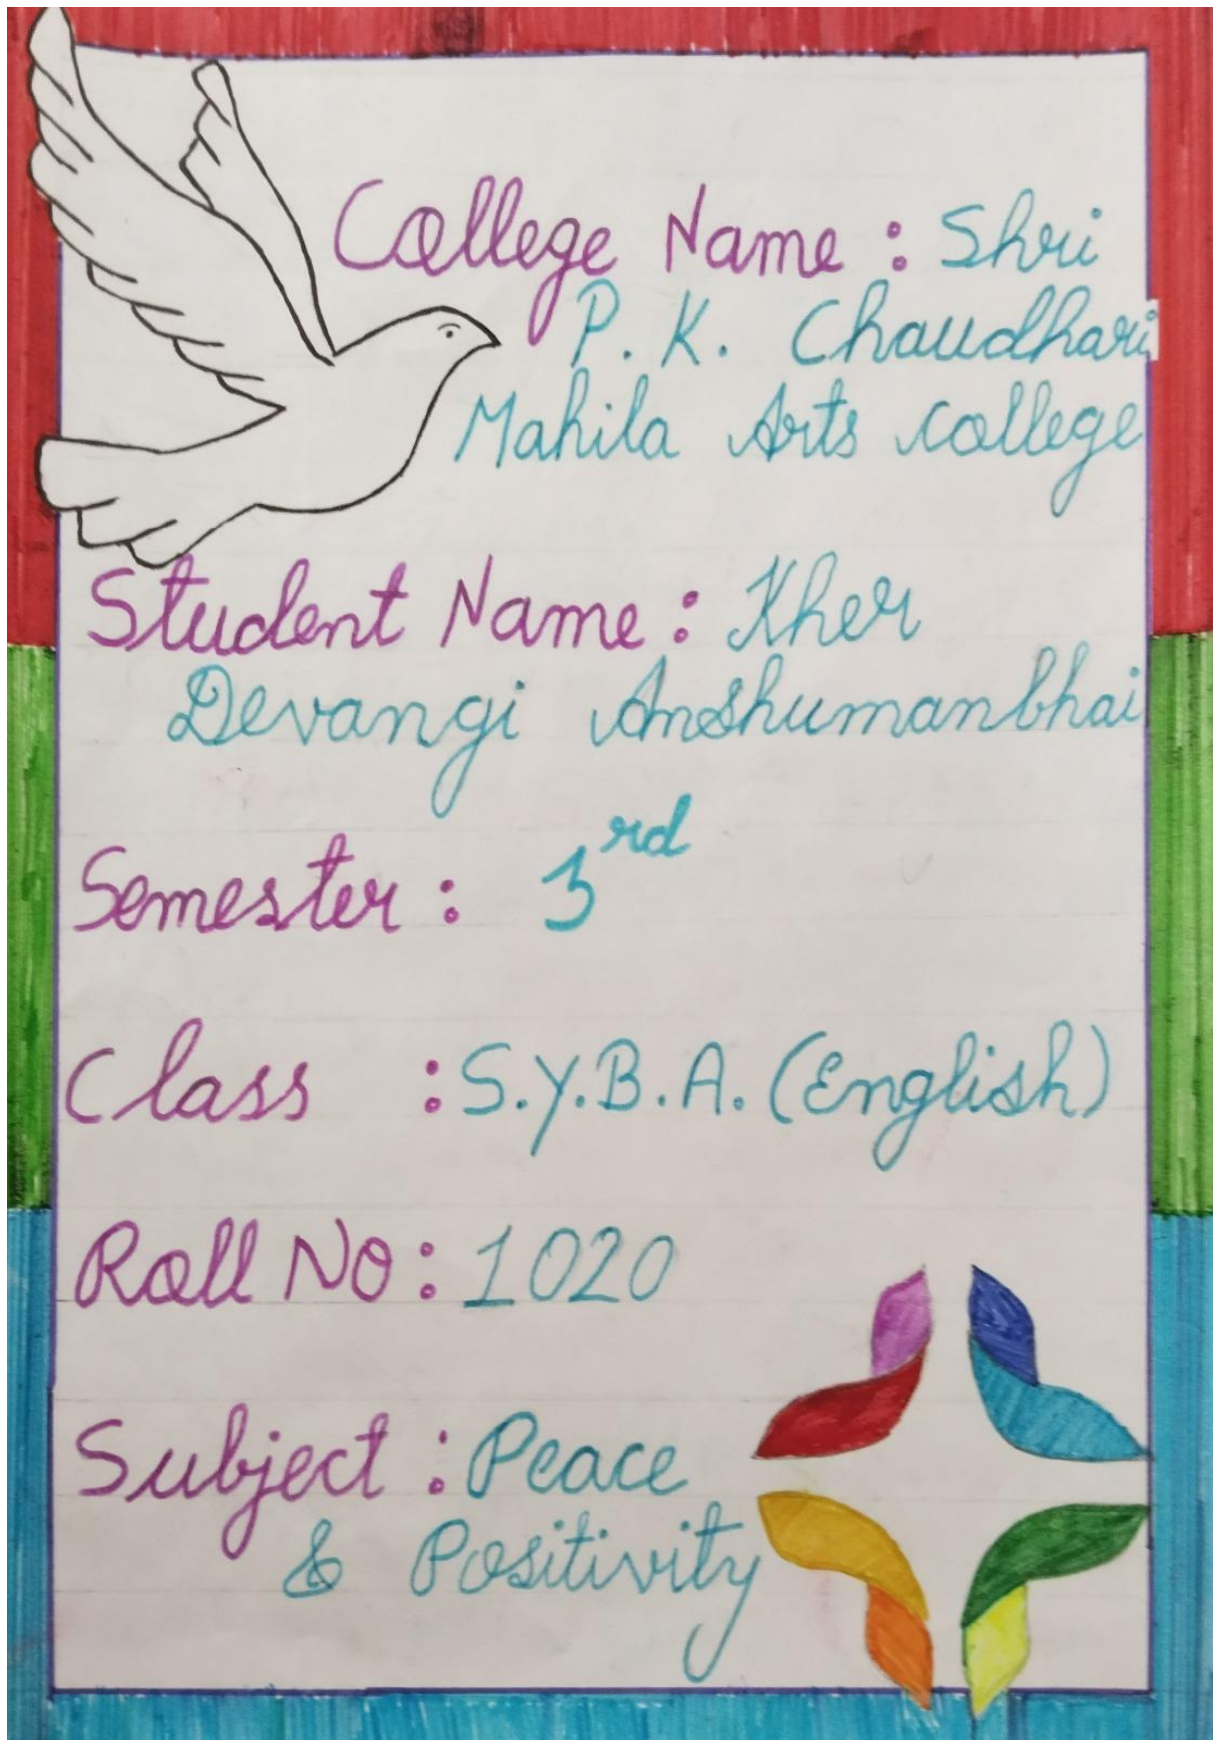 College Name : Shri
P. K. Chaudhari
Mahila Arts College
Student Name : Kher
Devangi Anshumanbhai
Semester : 3rd
Class : S.Y.B.A. (English)
Roll No : 1020
Subject : Peace
& Positivity